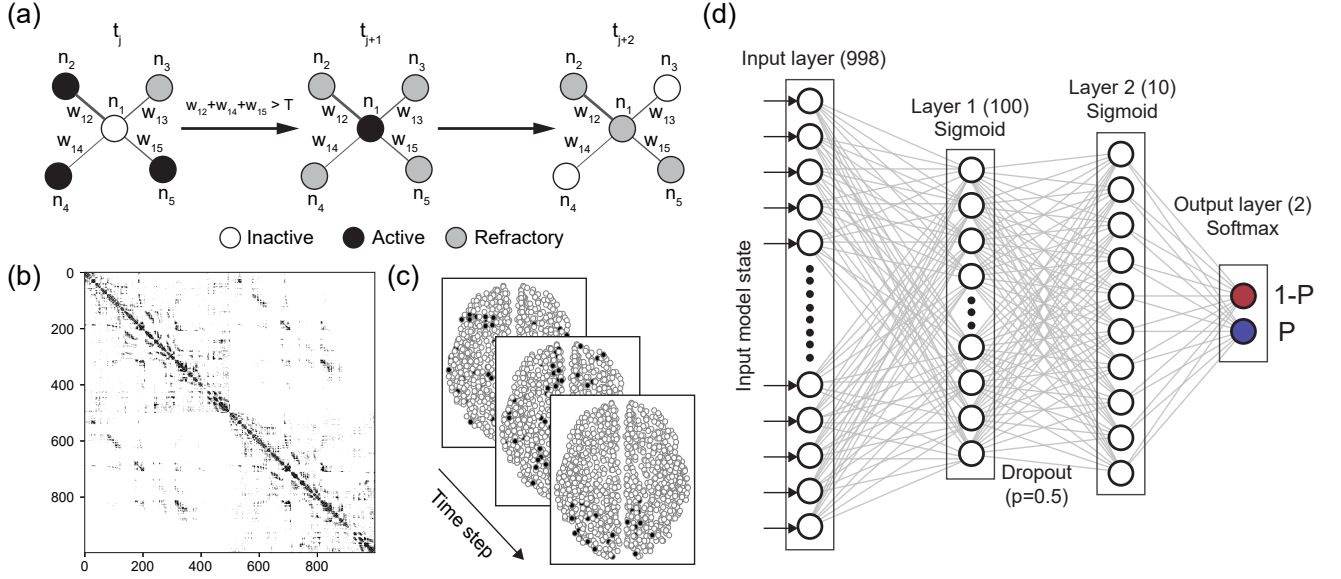 (a)
t_j
t_{j+1}
t_{j+2}
n_2
n_3
n_1
w_12
w_13
w_14
w_15
n_4
n_5
w_12+w_14+w_15 > T
n_2
n_3
n_1
w_12
w_13
w_14
w_15
n_4
n_5
n_3
n_2
n_1
w_12
w_13
w_14
w_15
n_4
n_5
Inactive
Active
Refractory
(b)
0
200
400
600
800
0
200
400
600
800
(c)
Time step
(d)
Input layer (998)
Input model state
Layer 1 (100)
Sigmoid
Dropout
(p=0.5)
Layer 2 (10)
Sigmoid
Output layer (2)
Softmax
1-P
P